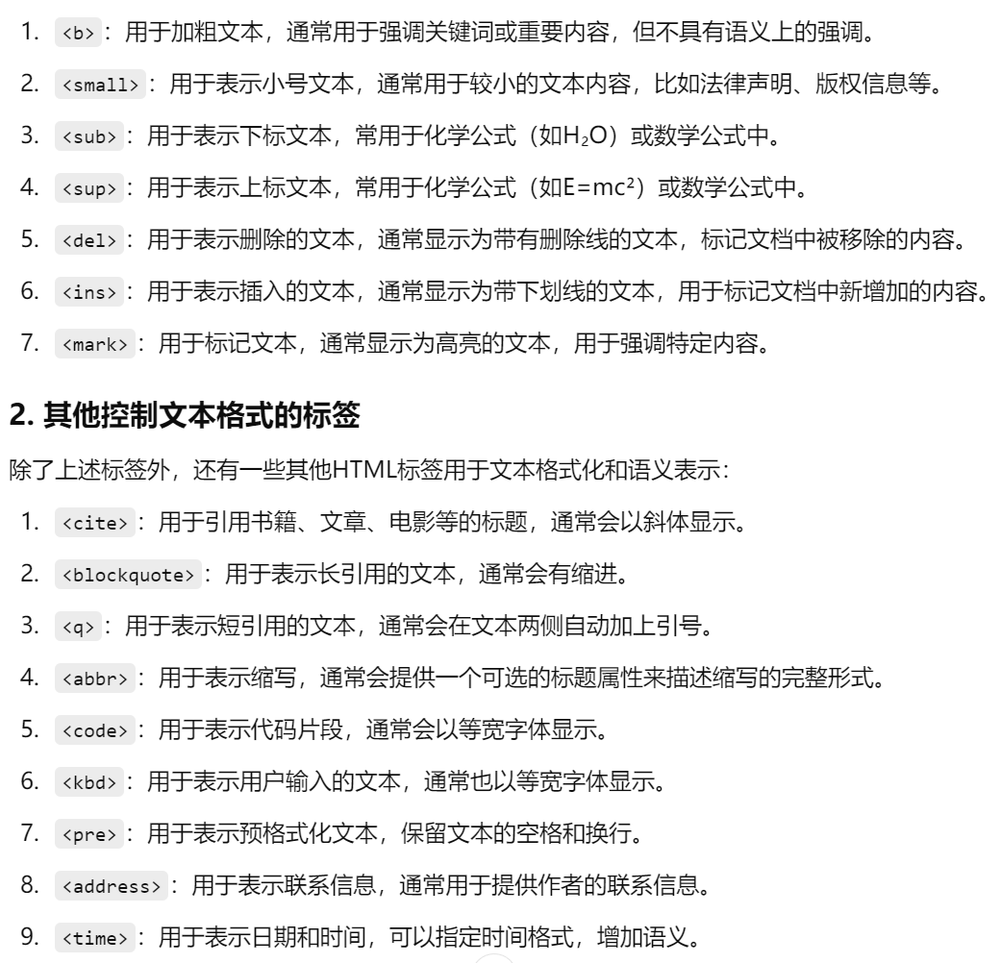 1. <b>：用于加粗文本，通常用于强调关键词或重要内容，但不具有语义上的强调。
2. <small>：用于表示小号文本，通常用于较小的文本内容，比如法律声明、版权信息等。
3. <sub>：用于表示下标文本，常用于化学公式（如H₂O）或数学公式中。
4. <sup>：用于表示上标文本，常用于化学公式（如E=mc²）或数学公式中。
5. <del>：用于表示删除的文本，通常显示为带有删除线的文本，标记文档中被移除的内容。
6. <ins>：用于表示插入的文本，通常显示为带下划线的文本，用于标记文档中新增加的内容。
7. <mark>：用于标记文本，通常显示为高亮的文本，用于强调特定内容。
2. 其他控制文本格式的标签
除了上述标签外，还有一些其他HTML标签用于文本格式化和语义表示：
1. <cite>：用于引用书籍、文章、电影等的标题，通常会以斜体显示。
2. <blockquote>：用于表示长引用的文本，通常会有缩进。
3. <q>：用于表示短引用的文本，通常会在文本两侧自动加上引号。
4. <abbr>：用于表示缩写，通常会提供一个可选的标题属性来描述缩写的完整形式。
5. <code>：用于表示代码片段，通常会以等宽字体显示。
6. <kbd>：用于表示用户输入的文本，通常也以等宽字体显示。
7. <pre>：用于表示预格式化文本，保留文本的空格和换行。
8. <address>：用于表示联系信息，通常用于提供作者的联系信息。
9. <time>：用于表示日期和时间，可以指定时间格式，增加语义。